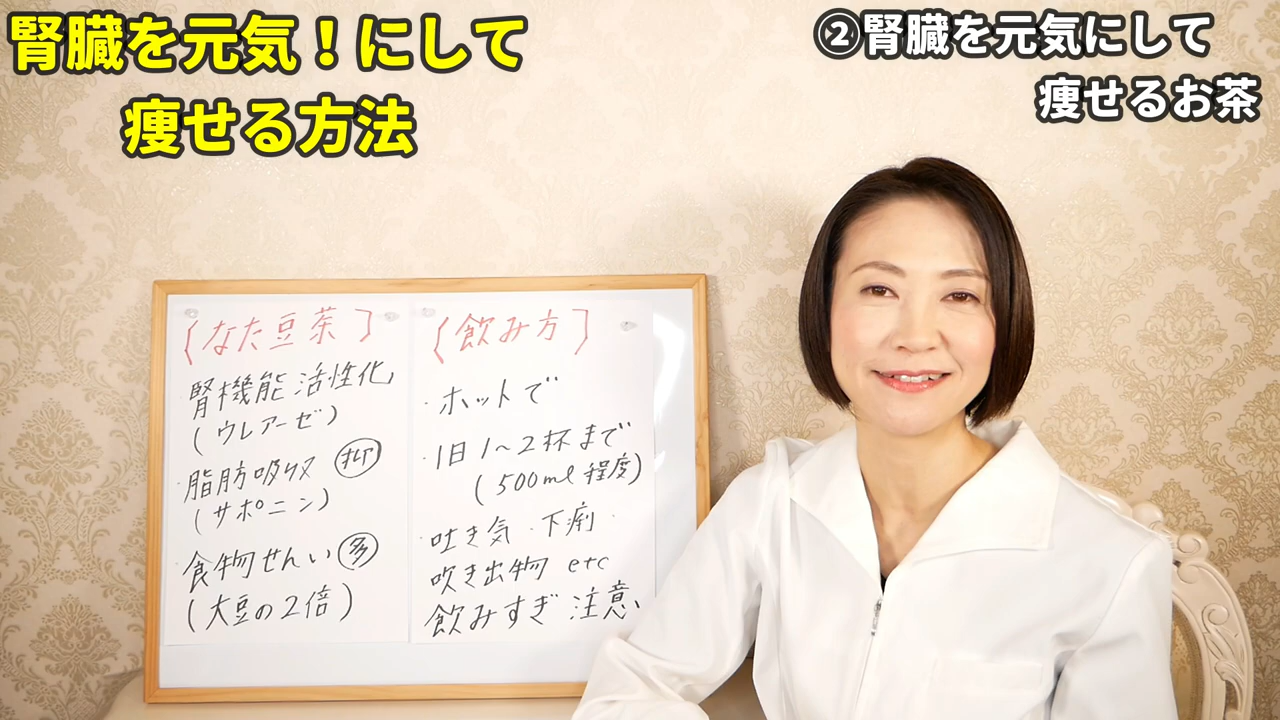 腎臓を元気！にして
痩せる方法
②腎臓を元気にして
痩せるお茶
〔なた豆茶〕
腎機能活性化
(ウレアーゼ)
脂肪吸収 抑
(サポニン)
食物せんい 多
(大豆の2倍)
〔飲み方〕
・ホットで
・1日1〜2杯まで
(500ml程度)
・吐き気・下痢・
吹き出物 etc
飲みすぎ注意